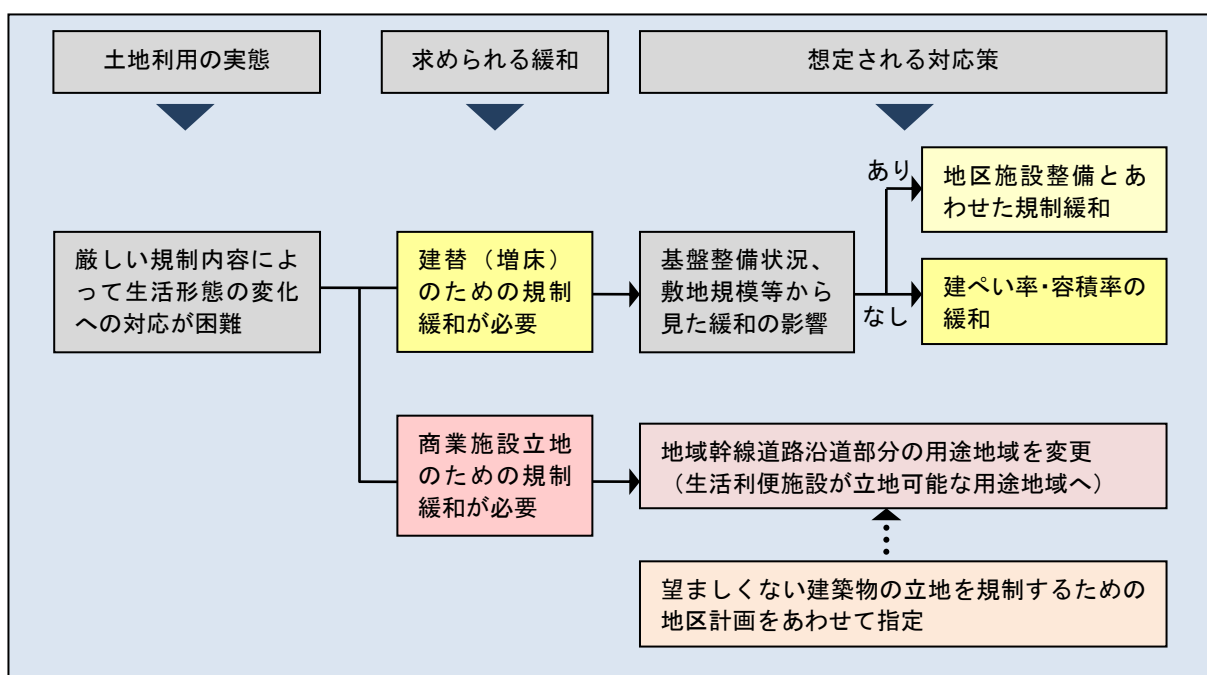 土地利用の実態
求められる緩和
想定される対応策
厳しい規制内容によ
って生活形態の変化
への対応が困難
建替（増床）
のための規制
緩和が必要
基盤整備状況、
敷地規模等から
見た緩和の影響
あり
地区施設整備とあ
わせた規制緩和
なし
建ぺい率・容積率の
緩和
商業施設立地
のための規制
緩和が必要
地域幹線道路沿道部分の用途地域を変更
（生活利便施設が立地可能な用途地域へ）
望ましくない建築物の立地を規制するための
地区計画をあわせて指定